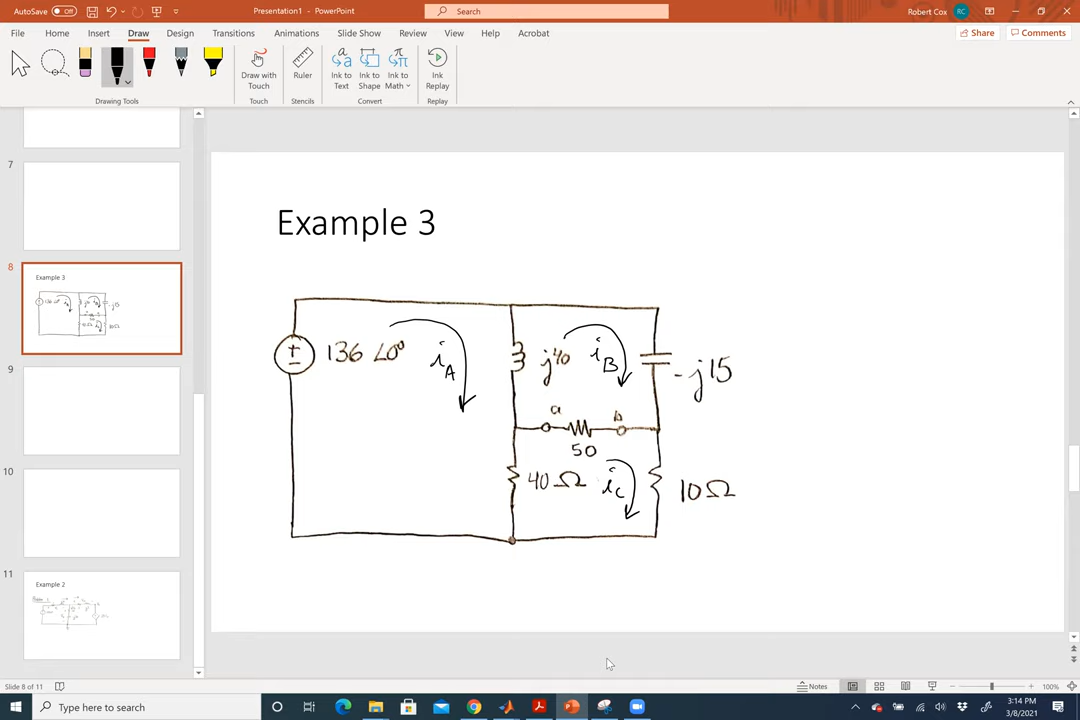 AutoSave Off
Presentation1 - PowerPoint
Search
Robert Cox
RC
File Home Insert Draw Design Transitions Animations Slide Show Review View Help Acrobat
Share
Comments
Draw with Touch
Ruler
Ink to Text
Ink to Shape
Ink to Math
Ink Replay
Drawing Tools
Touch
Stencils
Convert
Replay
7
8
Example 3
9
10
11
Example 2
Example 3
136 ∠0°
i_A
j40
i_B
-j15
a
b
50
40 Ω
i_C
10 Ω
Slide 8 of 11
Notes
100%
Type here to search
3:14 PM
3/8/2021